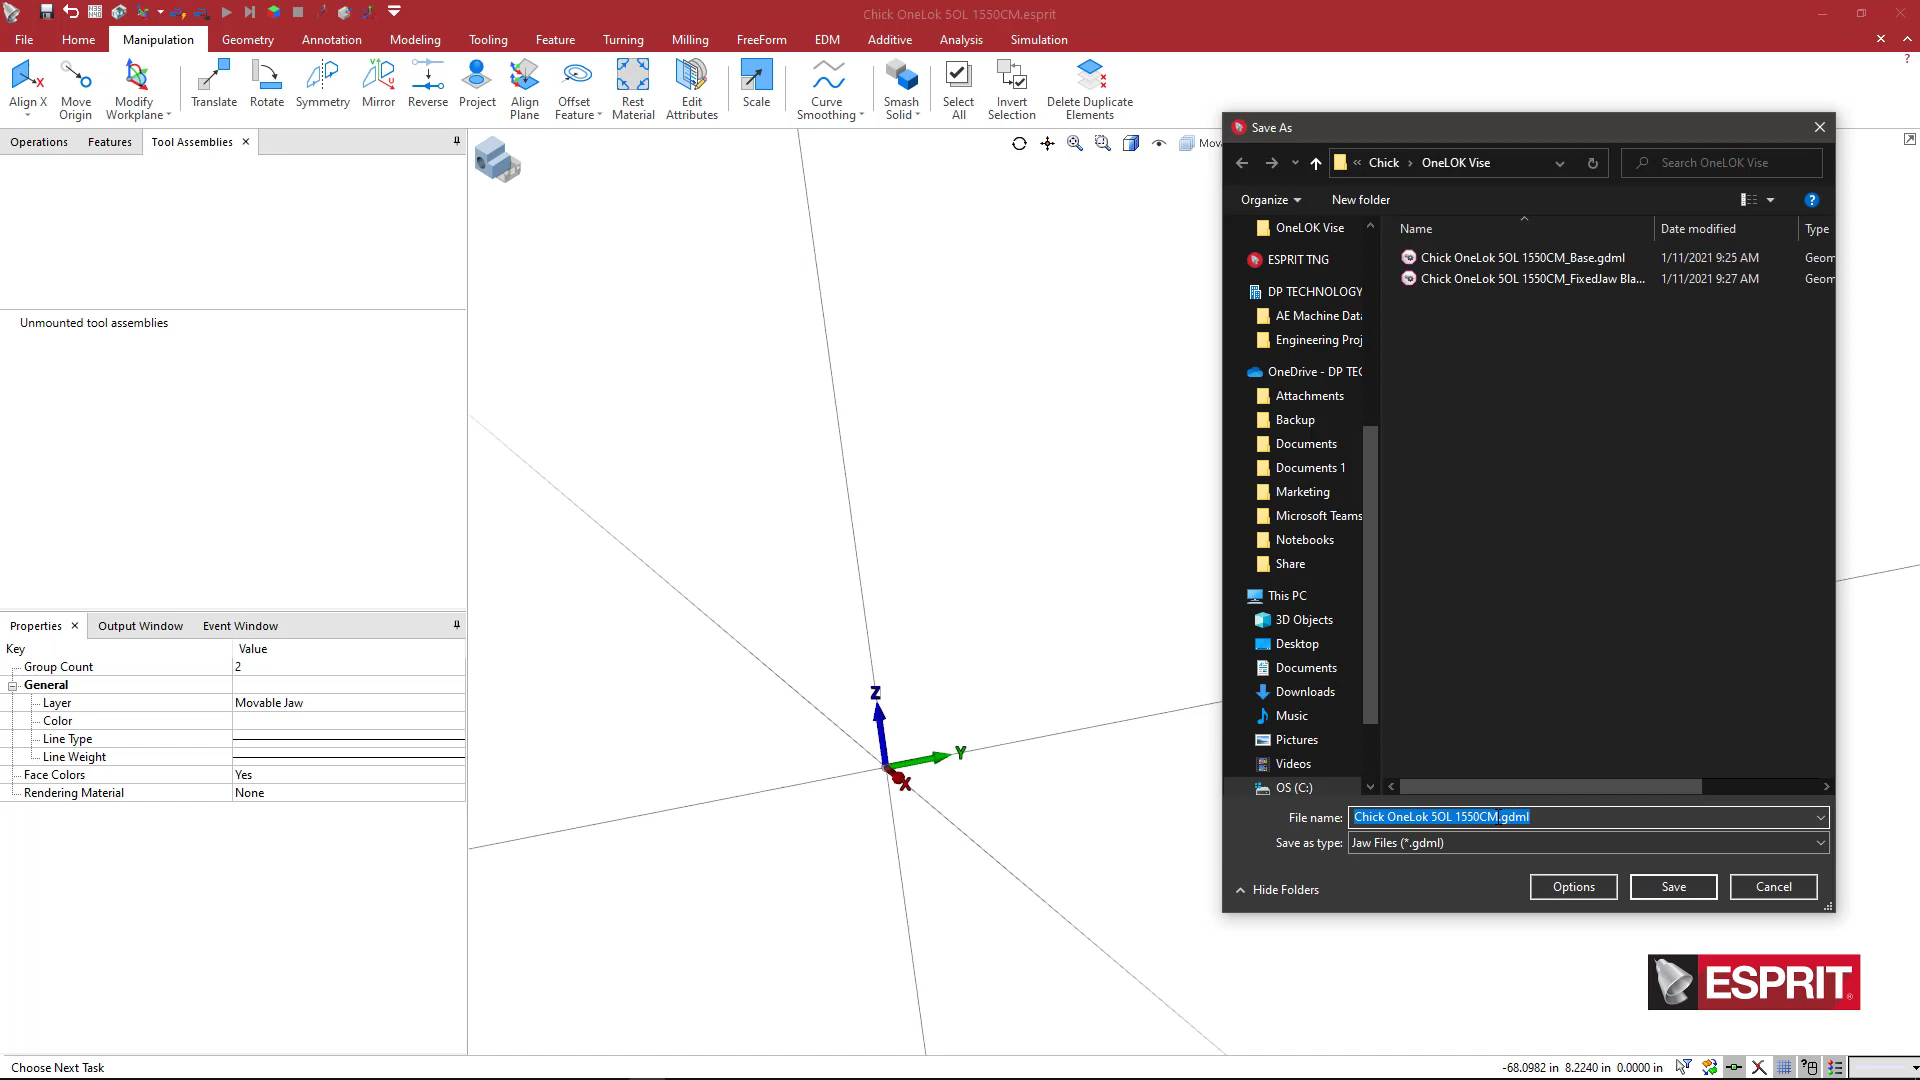 Chick OneLok 5OL 1550CM.esprit
File Home Manipulation Geometry Annotation Modeling Tooling Feature Turning Milling FreeForm EDM Additive Analysis Simulation
Align X
Move Origin
Modify Workplane
Translate
Rotate
Symmetry
Mirror
Reverse
Project
Align Plane
Offset Feature
Rest Material
Edit Attributes
Scale
Curve Smoothing
Smash Solid
Select All
Invert Selection
Delete Duplicate Elements
Operations Features Tool Assemblies
Unmounted tool assemblies
Properties Output Window Event Window
Key Value
Group Count 2
General
Layer Movable Jaw
Color
Line Type
Line Weight
Face Colors Yes
Rendering Material None
Z
Y
X
Save As
Chick OneLOK Vise
Search OneLOK Vise
Organize New folder
OneLOK Vise
ESPRIT TNG
DP TECHNOLOGY
AE Machine Data
Engineering Proj
OneDrive - DP TEC
Attachments
Backup
Documents
Documents 1
Marketing
Microsoft Teams
Notebooks
Share
This PC
3D Objects
Desktop
Documents
Downloads
Music
Pictures
Videos
OS (C:)
Name Date modified Type
Chick OneLok 5OL 1550CM_Base.gdml 1/11/2021 9:25 AM Geom
Chick OneLok 5OL 1550CM_FixedJaw Bla... 1/11/2021 9:27 AM Geom
File name: Chick OneLok 5OL 1550CM.gdml
Save as type: Jaw Files (*.gdml)
Hide Folders Options Save Cancel
ESPRIT
Choose Next Task
-68.0982 in 8.2240 in 0.0000 in